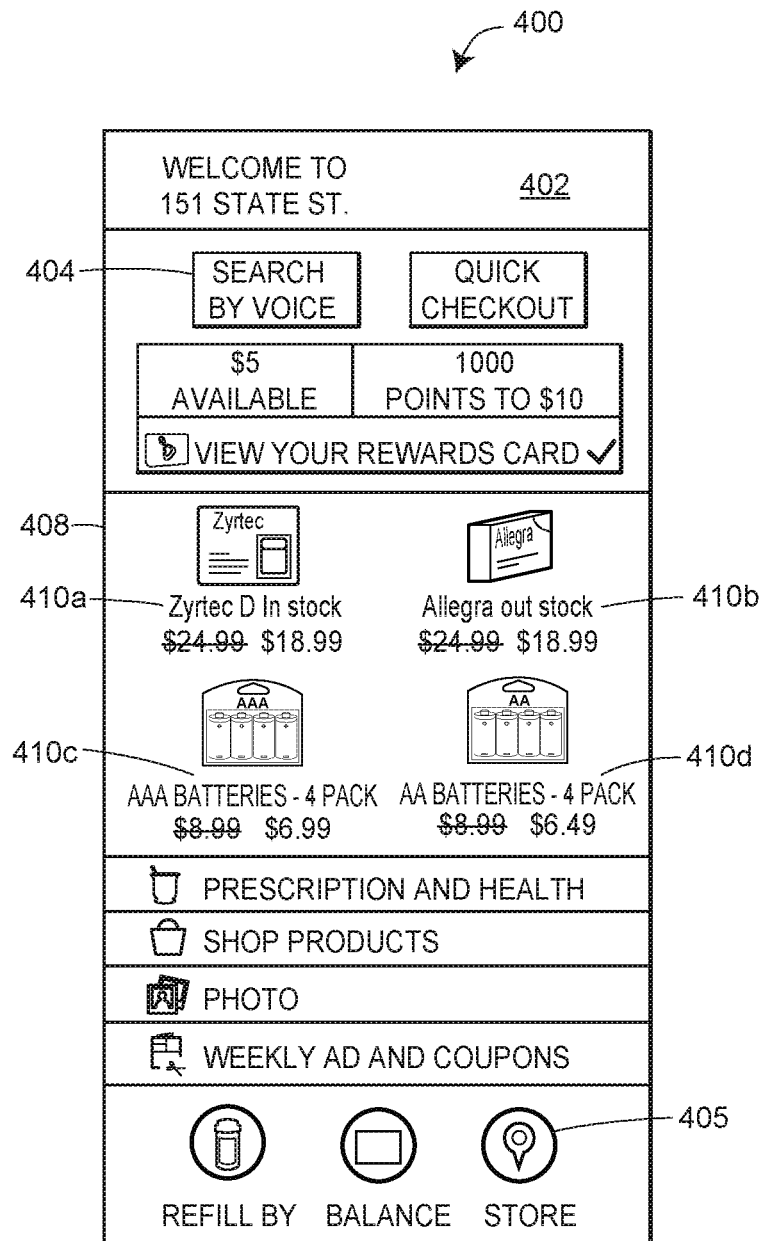 400
WELCOME TO
151 STATE ST.
402
404
SEARCH
BY VOICE
QUICK
CHECKOUT
$5
AVAILABLE
1000
POINTS TO $10
VIEW YOUR REWARDS CARD
408
Zyrtec
Allegra
410a
Zyrtec D In stock
$24.99 $18.99
Allegra out stock
410b
$24.99 $18.99
AAA
AA
410c
AAA BATTERIES - 4 PACK
$8.99 $6.99
410d
AA BATTERIES - 4 PACK
$8.99 $6.49
PRESCRIPTION AND HEALTH
SHOP PRODUCTS
PHOTO
WEEKLY AD AND COUPONS
405
REFILL BY
BALANCE
STORE